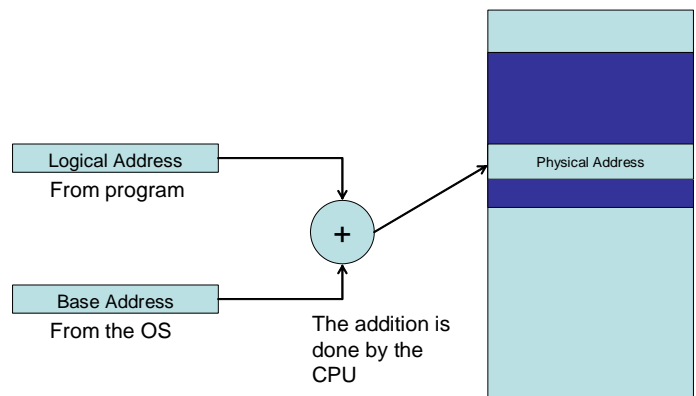 Logical Address
From program
Physical Address
+
Base Address
From the OS
The addition is
done by the
CPU